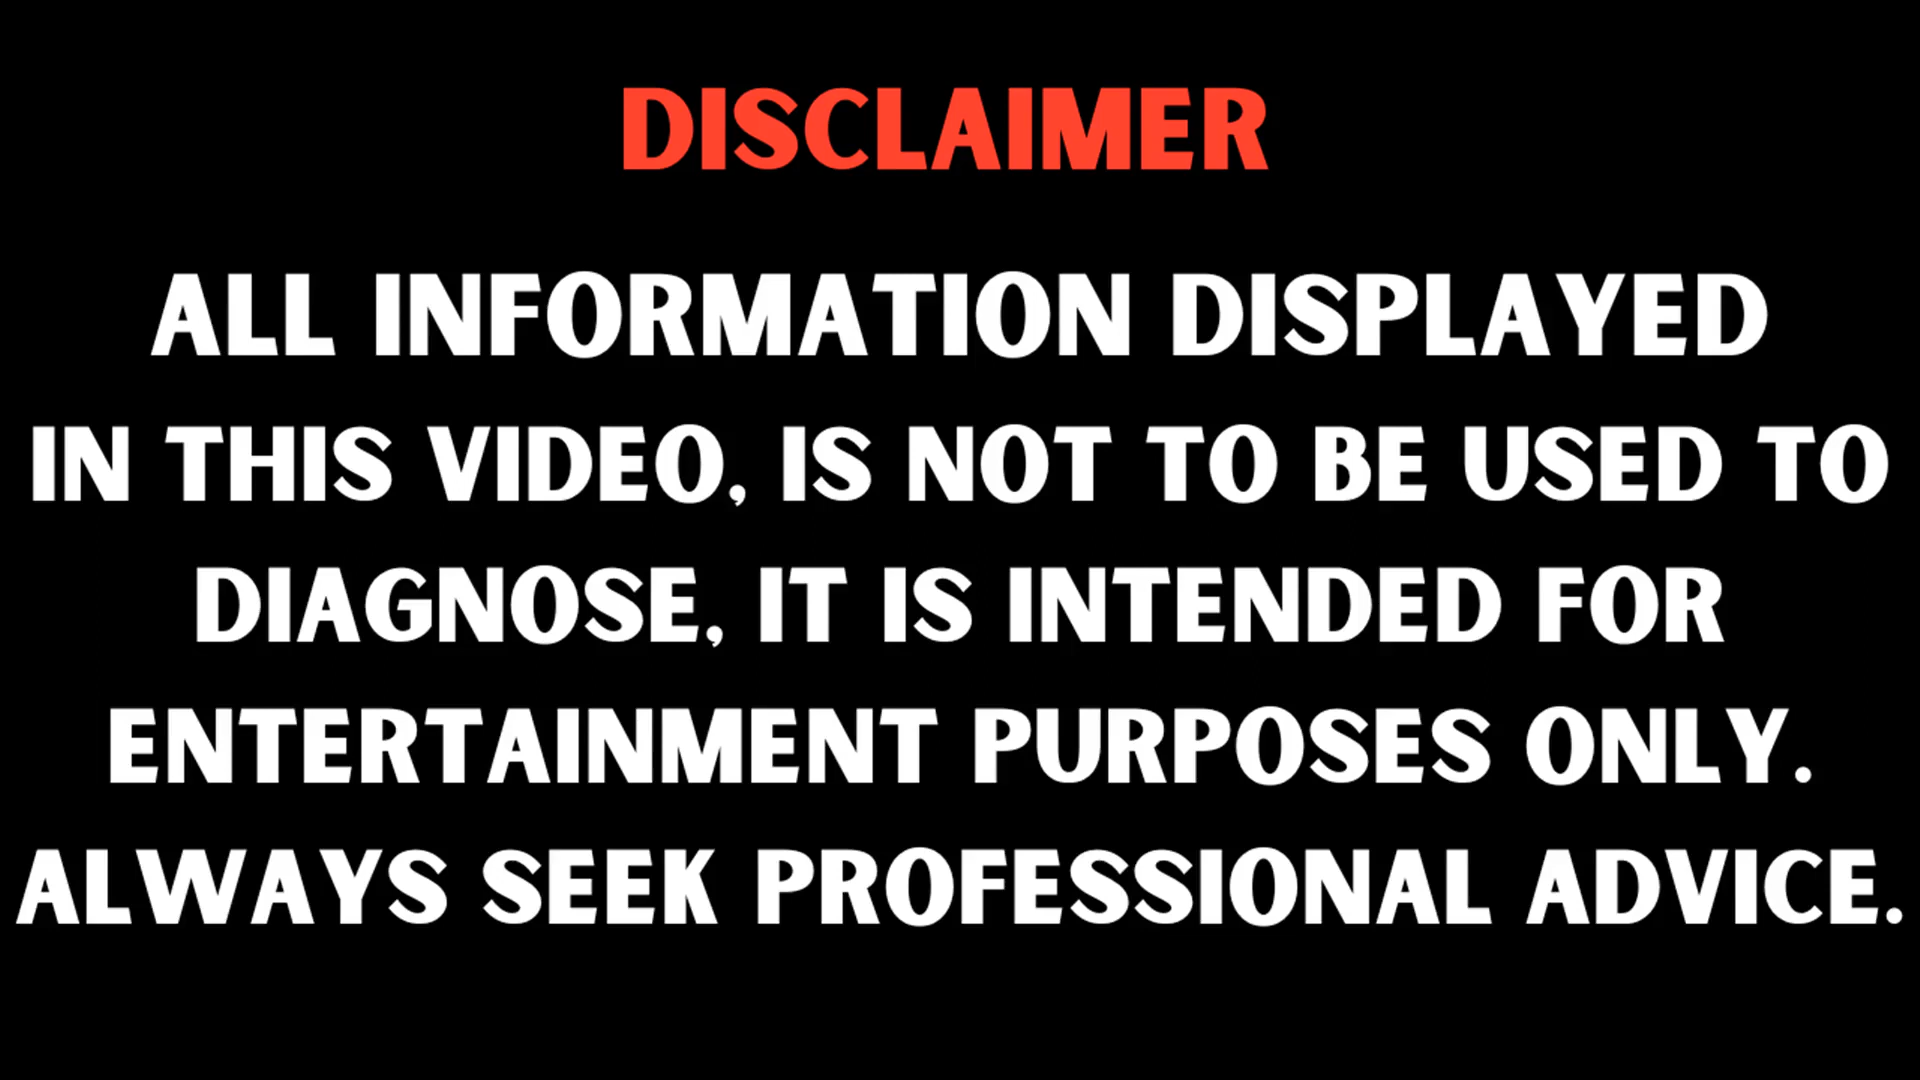 DISCLAIMER
ALL INFORMATION DISPLAYED
IN THIS VIDEO, IS NOT TO BE USED TO
DIAGNOSE, IT IS INTENDED FOR
ENTERTAINMENT PURPOSES ONLY.
ALWAYS SEEK PROFESSIONAL ADVICE.